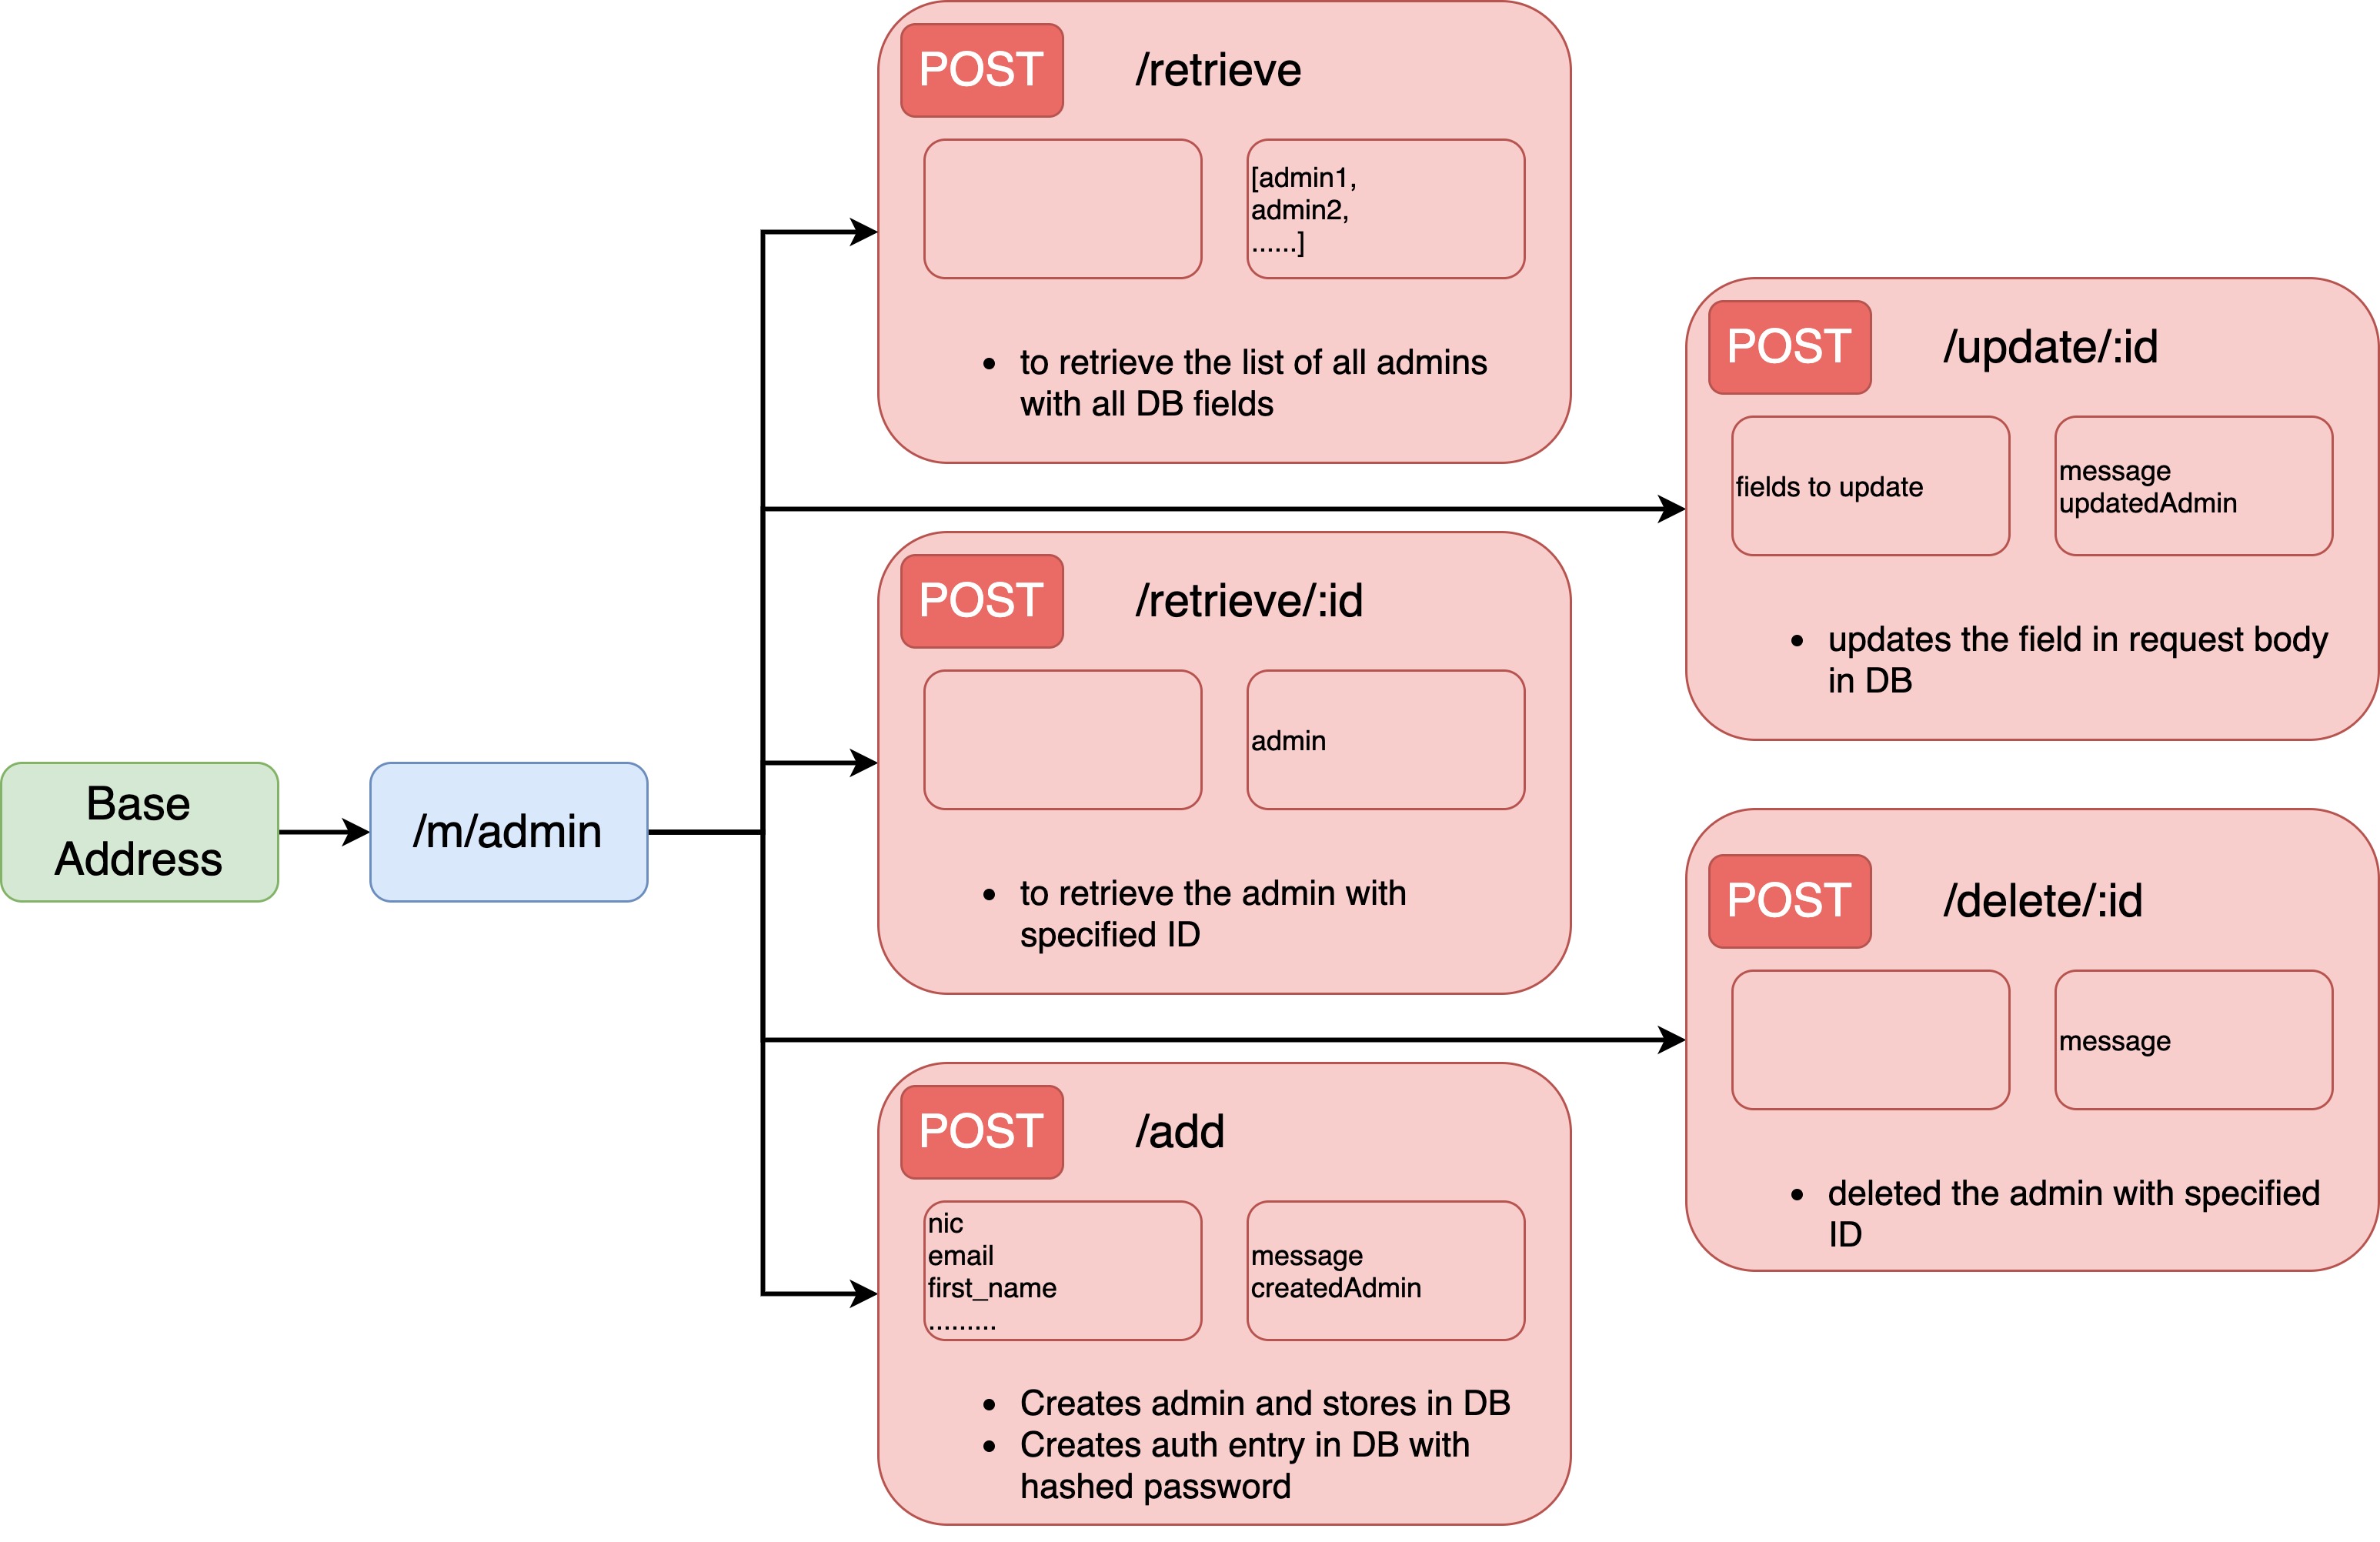 Base
Address
/m/admin
POST
/retrieve
[admin1,
admin2,
......]
• to retrieve the list of all admins
with all DB fields
POST
/retrieve/:id
admin
• to retrieve the admin with
specified ID
POST
/add
nic
email
first_name
.........
message
createdAdmin
• Creates admin and stores in DB
• Creates auth entry in DB with
hashed password
POST
/update/:id
fields to update
message
updatedAdmin
• updates the field in request body
in DB
POST
/delete/:id
message
• deleted the admin with specified
ID